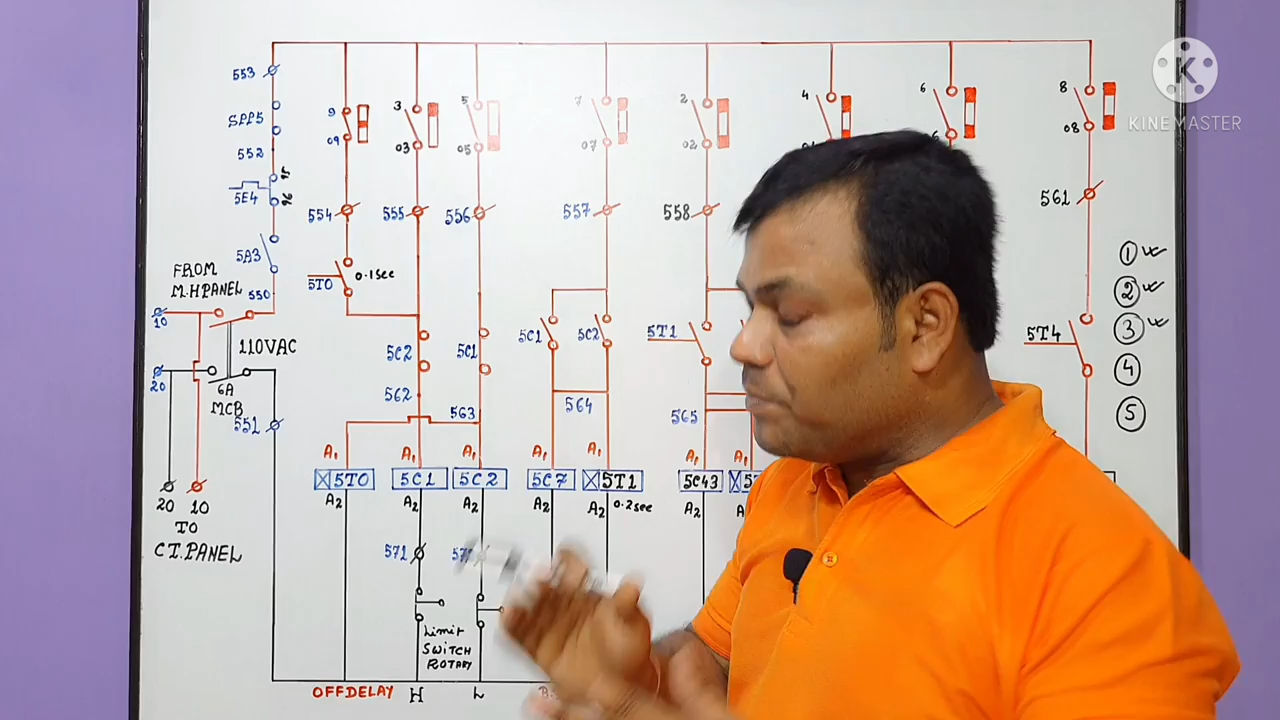 KINEMASTER
553
SPP5
552
95
5E4
96
5A3
550
FROM
M.H PANEL
10
110VAC
20
6A
MCB
551
20 10
TO
C.T. PANEL
9
09
554
5T0
0.1sec
3
03
555
5C2
562
5
05
556
5C1
563
7
07
557
5C1
5C2
564
2
02
558
5T1
565
4
6
8
08
561
5T4
1
2
3
4
5
A1 A1 A1 A1 A1 A1
5T0 5C1 5C2 5C7 5T1 5C43
A2 A2 A2 A2 A2 A2
0.2sec
571
Limit
SWITCH
ROTARY
OFFDELAY H L